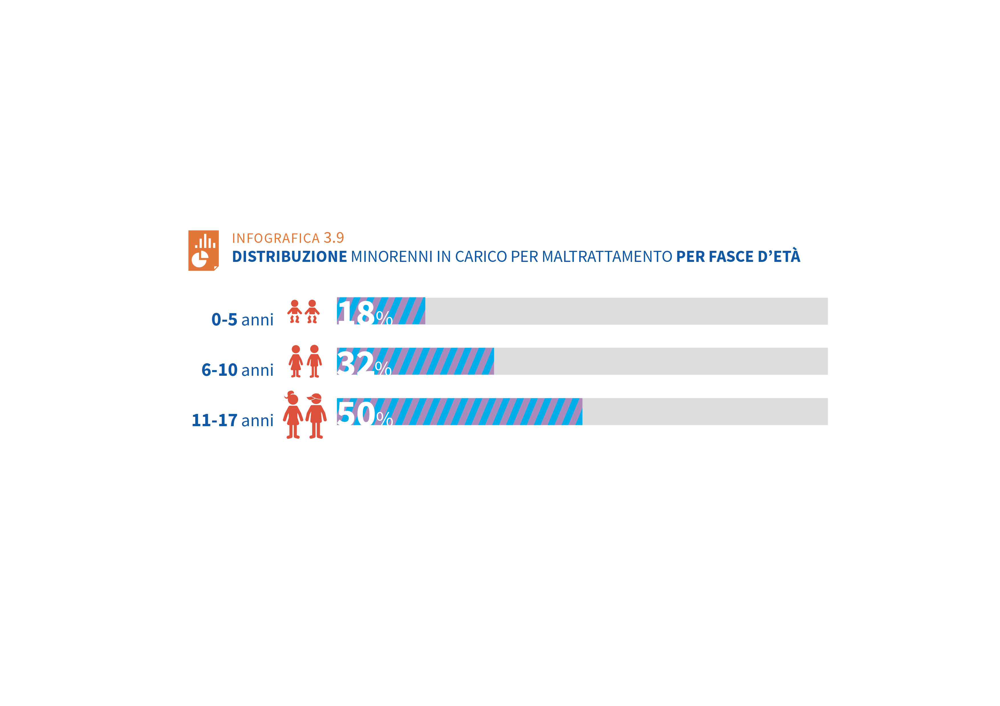 INFOGRAFICA 3.9
DISTRIBUZIONE MINORENNI IN CARICO PER MALTRATTAMENTO PER FASCE D’ETÀ
0-5 anni 18%
6-10 anni 32%
11-17 anni 50%